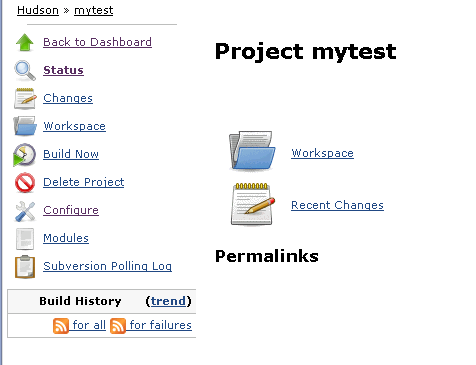 Hudson » mytest
Back to Dashboard
Status
Changes
Workspace
Build Now
Delete Project
Configure
Modules
Subversion Polling Log
Build History (trend)
for all for failures
Project mytest
Workspace
Recent Changes
Permalinks